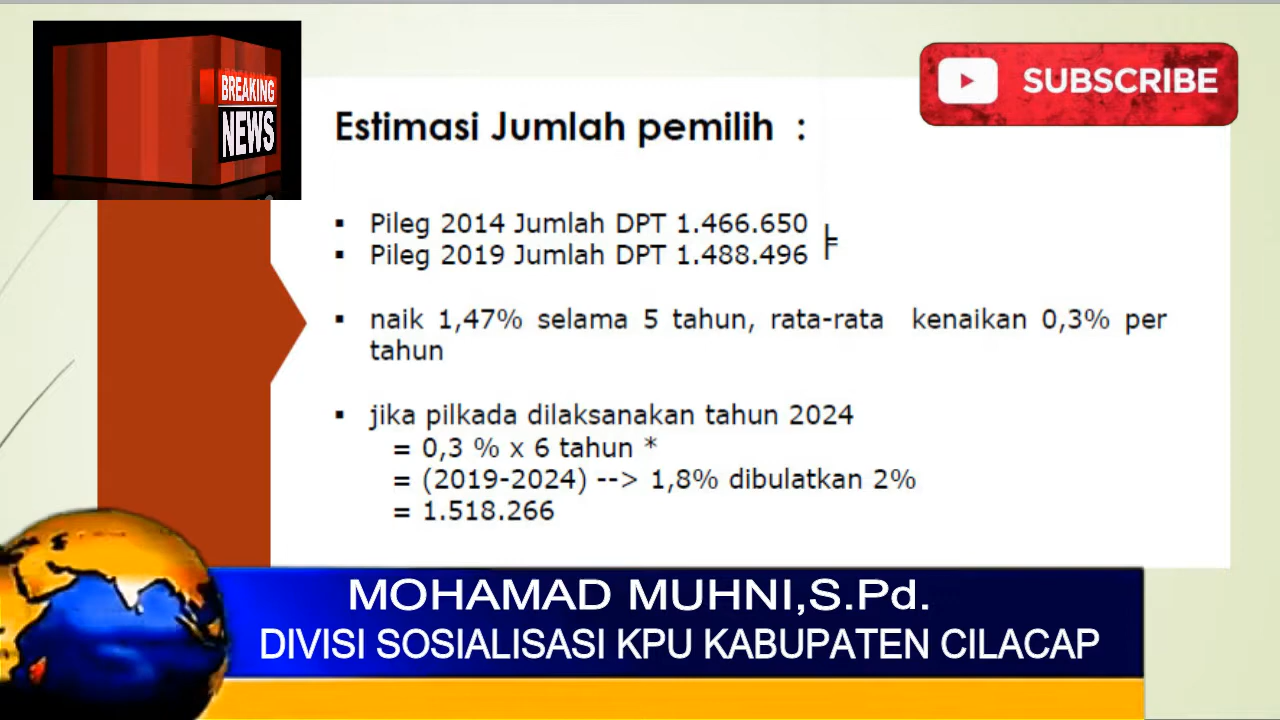 BREAKING
NEWS
SUBSCRIBE
Estimasi Jumlah pemilih :
▪ Pileg 2014 Jumlah DPT 1.466.650
▪ Pileg 2019 Jumlah DPT 1.488.496
▪ naik 1,47% selama 5 tahun, rata-rata kenaikan 0,3% per
tahun
▪ jika pilkada dilaksanakan tahun 2024
= 0,3 % x 6 tahun *
= (2019-2024) --> 1,8% dibulatkan 2%
= 1.518.266
MOHAMAD MUHNI,S.Pd.
DIVISI SOSIALISASI KPU KABUPATEN CILACAP